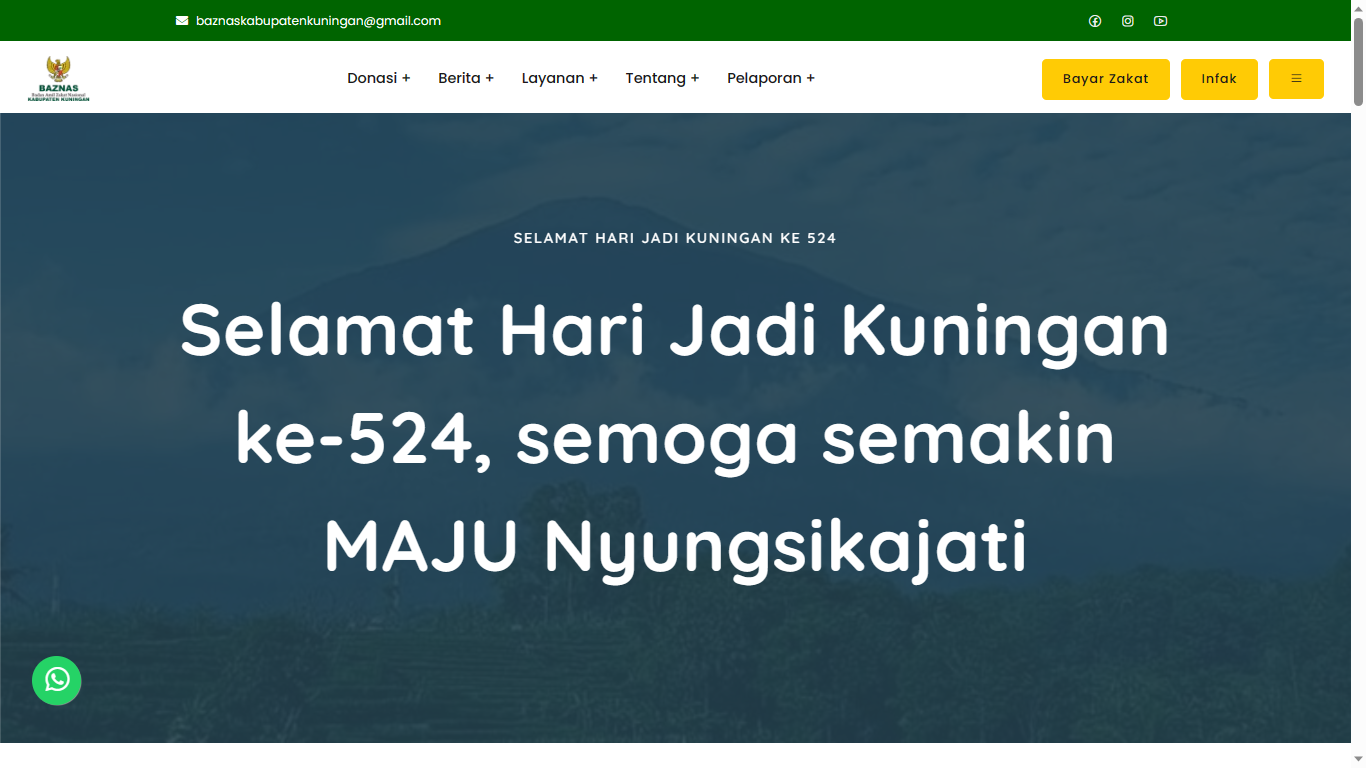 baznaskabupatenkuningan@gmail.com
BAZNAS
Badan Amil Zakat Nasional
KABUPATEN KUNINGAN
Donasi + Berita + Layanan + Tentang + Pelaporan +
Bayar Zakat Infak
SELAMAT HARI JADI KUNINGAN KE 524
Selamat Hari Jadi Kuningan
ke-524, semoga semakin
MAJU Nyungsikajati